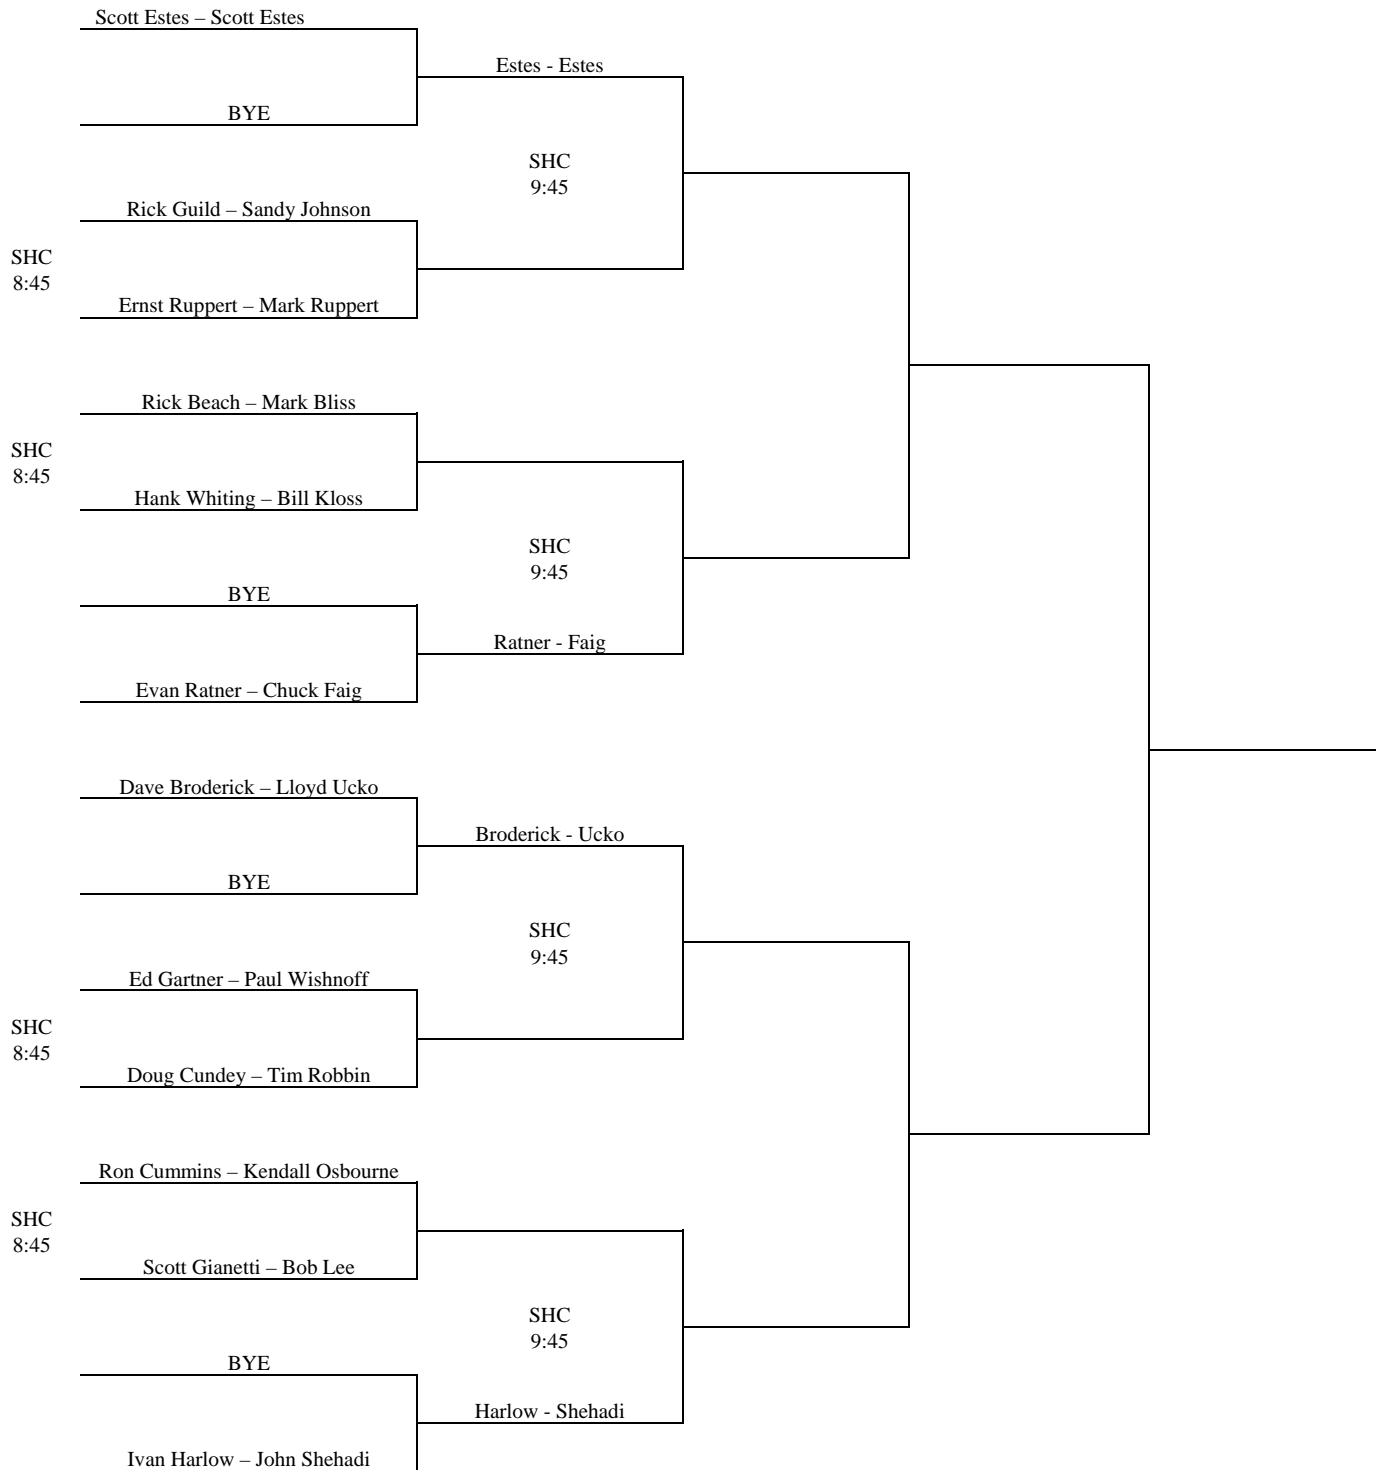 Scott Estes – Scott Estes
Estes - Estes
BYE
SHC
9:45
Rick Guild – Sandy Johnson
SHC
8:45
Ernst Ruppert – Mark Ruppert
Rick Beach – Mark Bliss
SHC
8:45
Hank Whiting – Bill Kloss
SHC
9:45
BYE
Ratner - Faig
Evan Ratner – Chuck Faig
Dave Broderick – Lloyd Ucko
Broderick - Ucko
BYE
SHC
9:45
Ed Gartner – Paul Wishnoff
SHC
8:45
Doug Cundey – Tim Robbin
Ron Cummins – Kendall Osbourne
SHC
8:45
Scott Gianetti – Bob Lee
SHC
9:45
BYE
Harlow - Shehadi
Ivan Harlow – John Shehadi